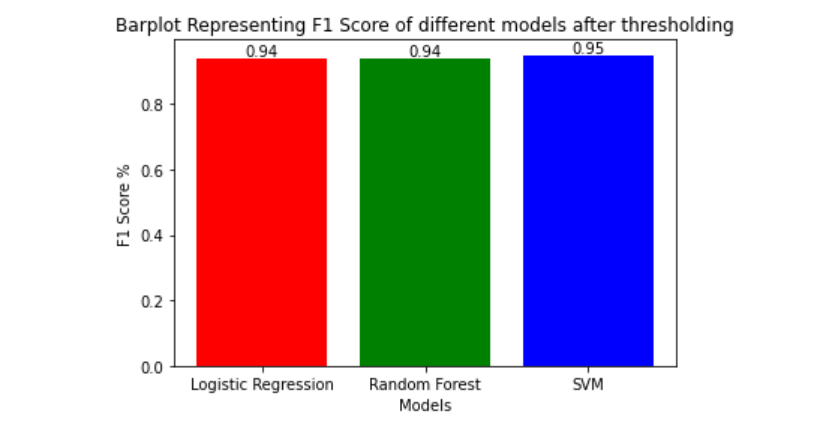 Barplot Representing F1 Score of different models after thresholding
0.94 0.94 0.95
0.8
0.6
0.4
0.2
0.0
F1 Score %
Logistic Regression Random Forest SVM
Models